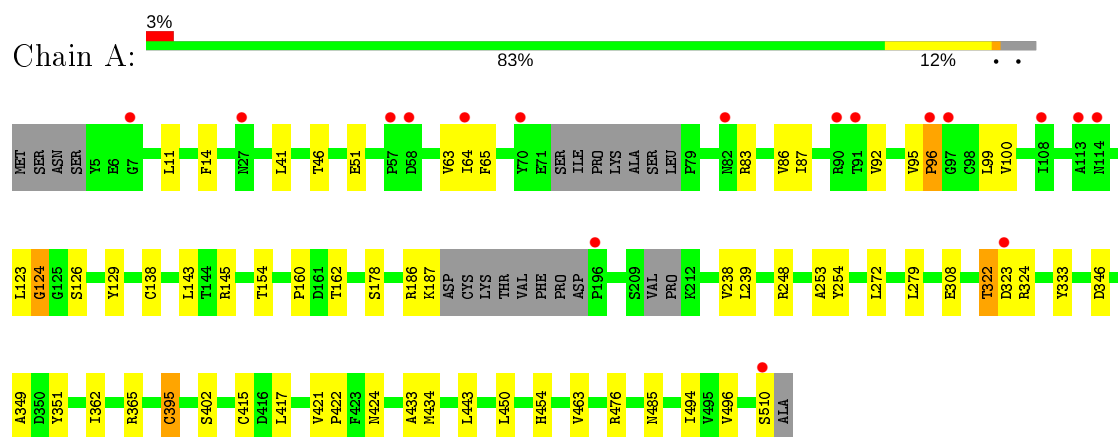 3%
Chain A:
83% 12% • •
MET SER ASN SER Y5 E6 G7 L11 F14 N27 L41 T46 E51 P57 D58 V63 I64 F65 Y70 E71 SER ILE PRO LYS ALA SER LEU P79 N82 R83 V86 I87 R90 T91 V92 V95 P96 G97 C98 L99 V100 I108 A113 N114
L123 G124 G125 S126 Y129 C138 L143 T144 R145 T154 P160 D161 T162 S178 R186 K187 ASP CYS LYS THR VAL PHE PRO ASP P196 S209 VAL PRO K212 V238 L239 R248 A253 Y254 L272 L279 E308 T322 D323 R324 Y333 D346
A349 D350 Y351 I362 R365 C395 S402 C415 D416 L417 V421 P422 F423 N424 A433 M434 L443 L450 H454 V463 R476 N485 I494 V495 V496 S510 ALA